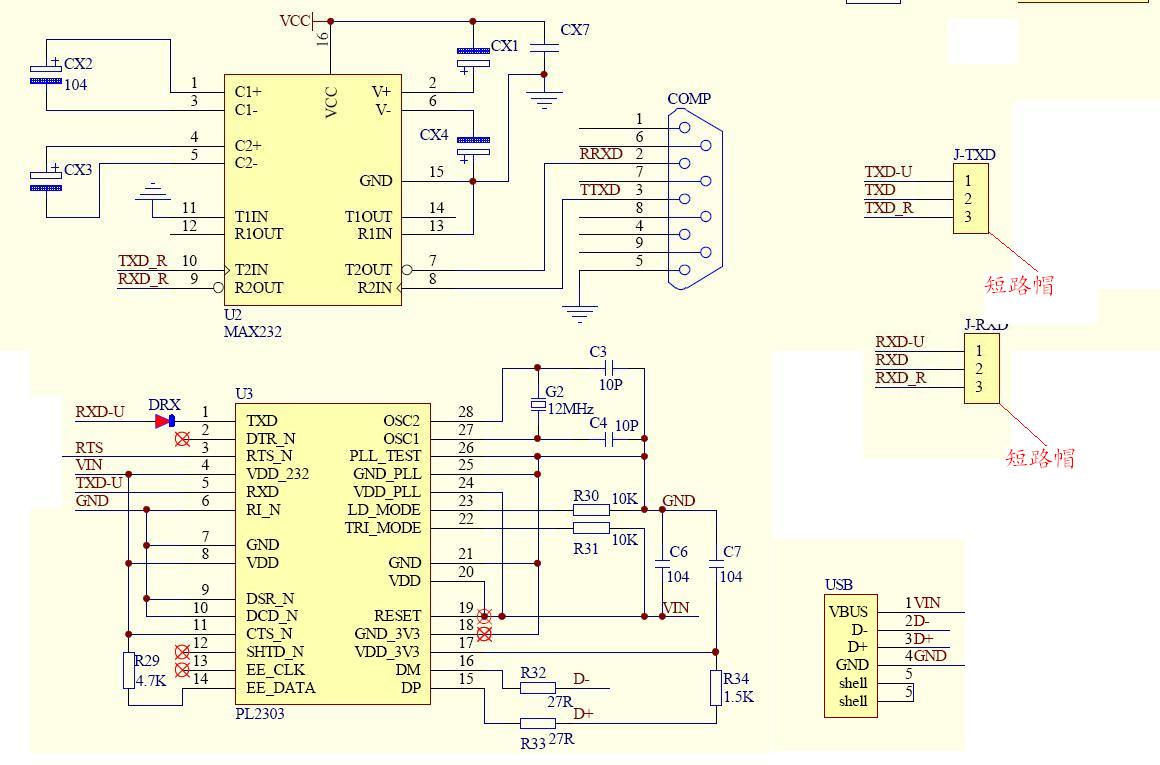 VCC
16
CX1
CX7
CX2
104
1 C1+
3 C1-
VCC
V+ 2
V- 6
CX4
4 C2+
5 C2-
CX3
GND 15
11 T1IN
12 R1OUT
T1OUT 14
R1IN 13
TXD_R 10 T2IN
RXD_R 9 R2OUT
T2OUT 7
R2IN 8
U2
MAX232
COMP
1
6
RRXD 2
7
TTXD 3
8
4
9
5
J-TXD
TXD-U 1
TXD 2
TXD_R 3
短路帽
J-RXD
RXD-U 1
RXD 2
RXD_R 3
短路帽
U3
RXD-U DRX 1 TXD
2 DTR_N
RTS 3 RTS_N
VIN 4 VDD_232
TXD-U 5 RXD
GND 6 RI_N
7 GND
8 VDD
9 DSR_N
10 DCD_N
11 CTS_N
12 SHTD_N
13 EE_CLK
14 EE_DATA
R29
4.7K
PL2303
OSC2 28
OSC1 27
PLL_TEST 26
GND_PLL 25
VDD_PLL 24
LD_MODE 23
TRI_MODE 22
GND 21
VDD 20
RESET 19
GND_3V3 18
VDD_3V3 17
DM 16
DP 15
C3
10P
G2
12MHz
C4 10P
R30 10K
GND
R31 10K
C6
104
C7
104
VIN
R32
27R
D-
R33 27R
D+
R34
1.5K
USB
VBUS 1 VIN
D- 2 D-
D+ 3 D+
GND 4 GND
shell 5
shell 5